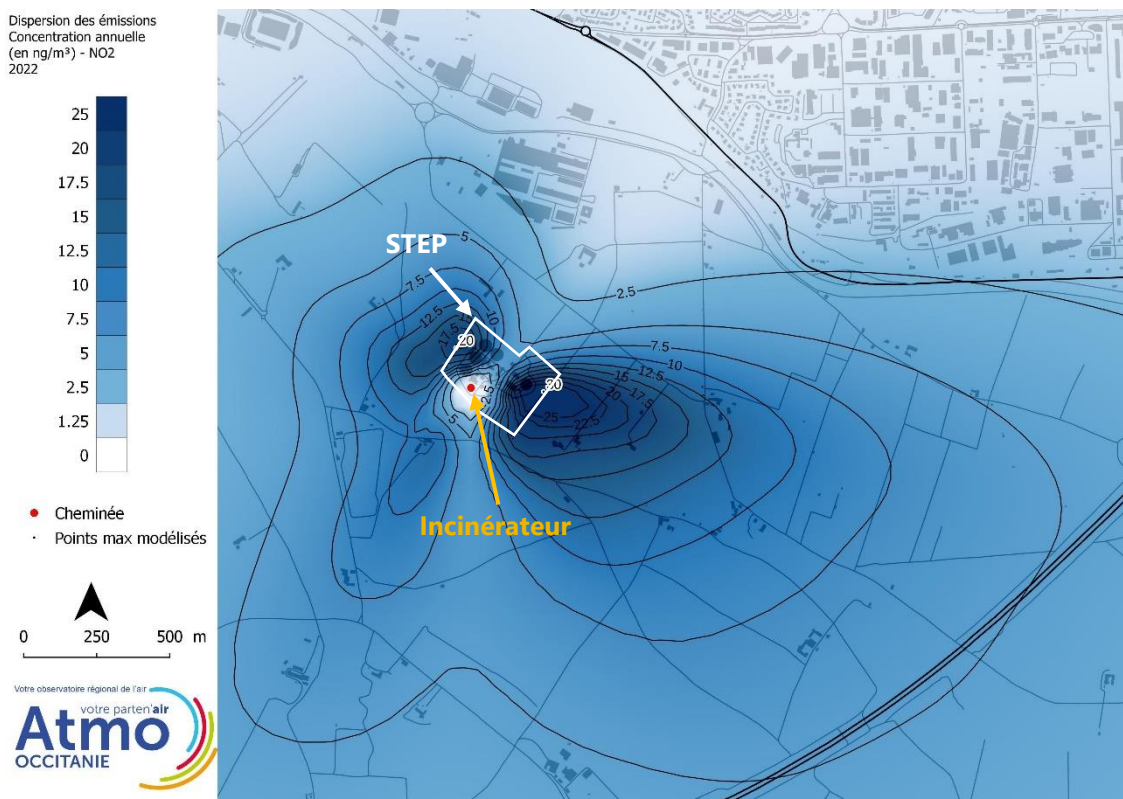 Dispersion des émissions
Concentration annuelle
(en ng/m³) - NO2
2022
25
20
17.5
15
12.5
10
7.5
5
2.5
1.25
0
Cheminée
Points max modélisés
0 250 500 m
Votre observatoire régional de l'air
votre parten'air
Atmo
OCCITANIE
STEP
Incinérateur
5
7.5
10
12.5
17.5
20
2.5
2.5
5
7.5
10
12.5
15
17.5
20
22.5
25